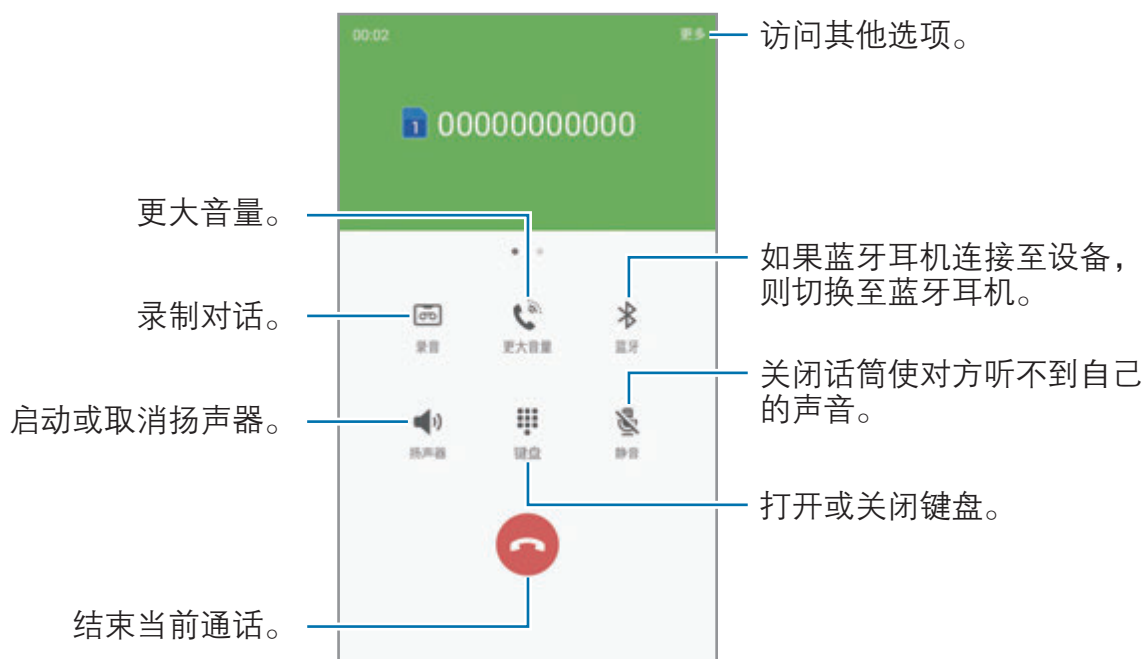 00:02
更多
访问其他选项。
1 00000000000
更大音量。
如果蓝牙耳机连接至设备，
则切换至蓝牙耳机。
录制对话。
录音
更大音量
蓝牙
关闭话筒使对方听不到自己
的声音。
启动或取消扬声器。
扬声器
键盘
静音
打开或关闭键盘。
结束当前通话。